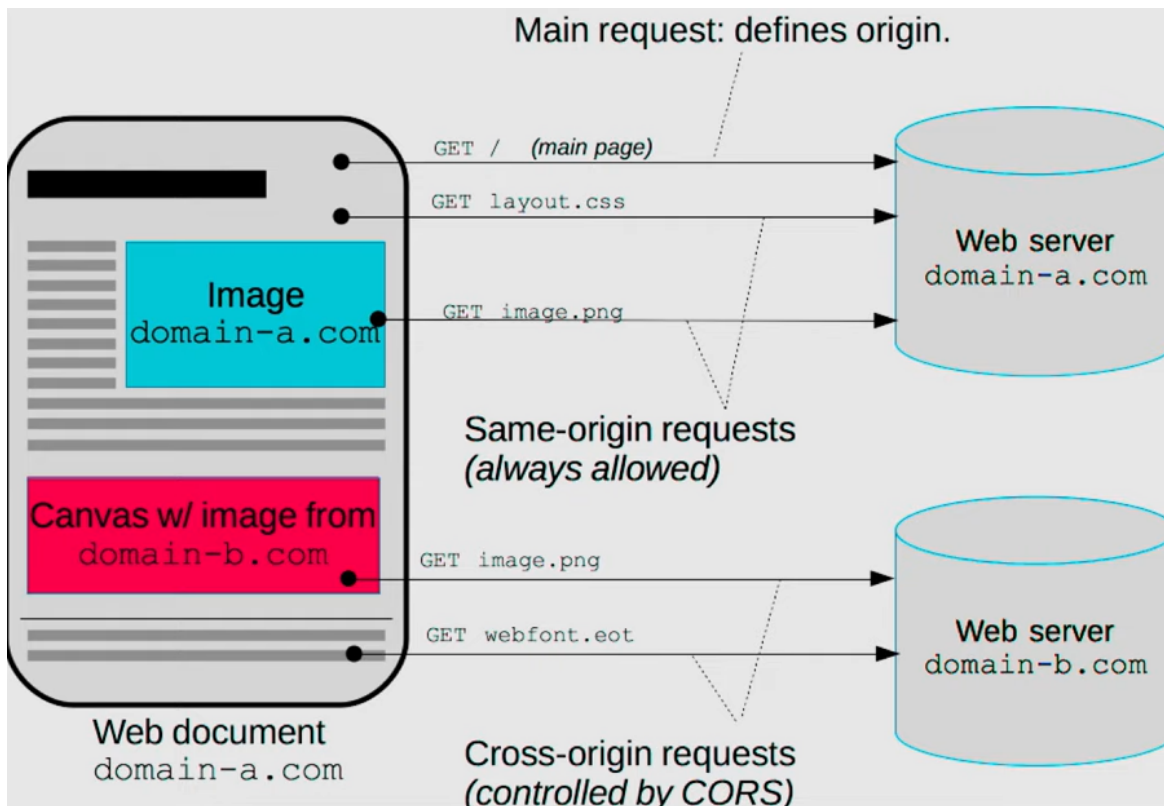 Main request: defines origin.
GET / (main page)
GET layout.css
Web server
domain-a.com
Image
domain-a.com
GET image.png
Same-origin requests
(always allowed)
Canvas w/ image from
domain-b.com
GET image.png
GET webfont.eot
Web server
domain-b.com
Web document
domain-a.com
Cross-origin requests
(controlled by CORS)